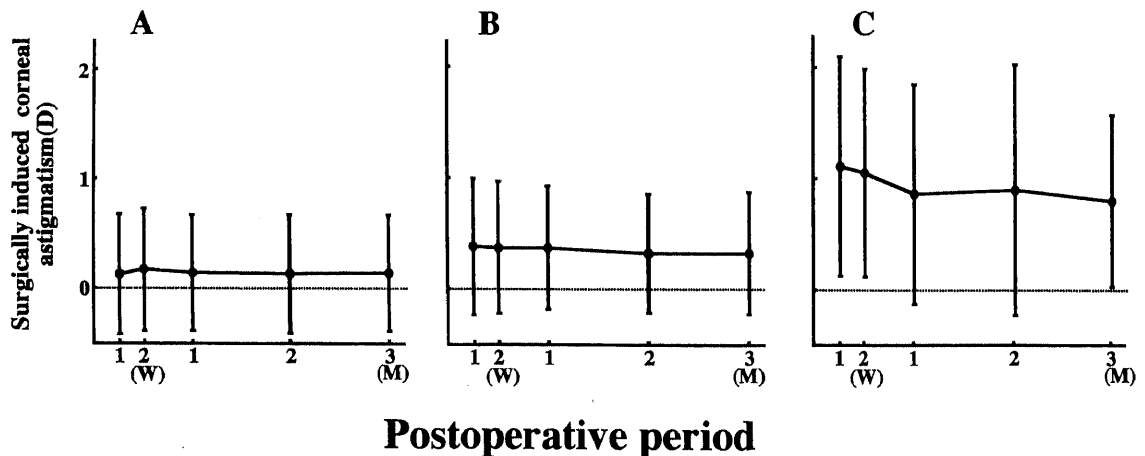 A
B
C
Surgically induced corneal
astigmatism(D)
2
1
0
1 2 1 2 3
(W) (M)
1 2 1 2 3
(W) (M)
1 2 1 2 3
(W) (M)
Postoperative period